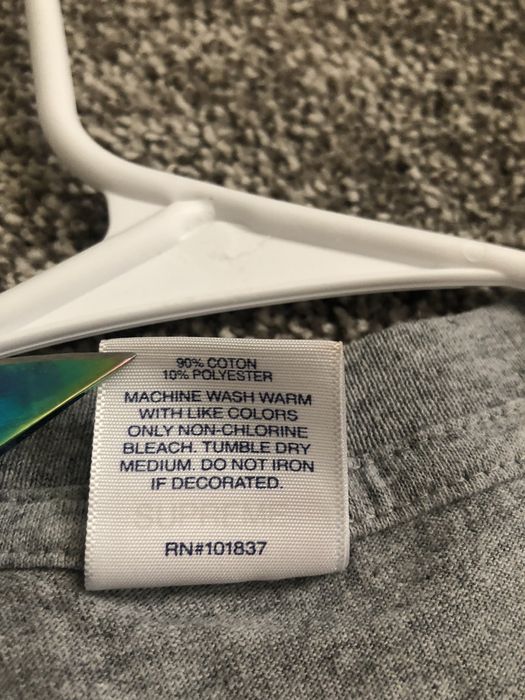 90% COTON
10% POLYESTER
MACHINE WASH WARM
WITH LIKE COLORS
ONLY NON-CHLORINE
BLEACH. TUMBLE DRY
MEDIUM. DO NOT IRON
IF DECORATED.
RN#101837